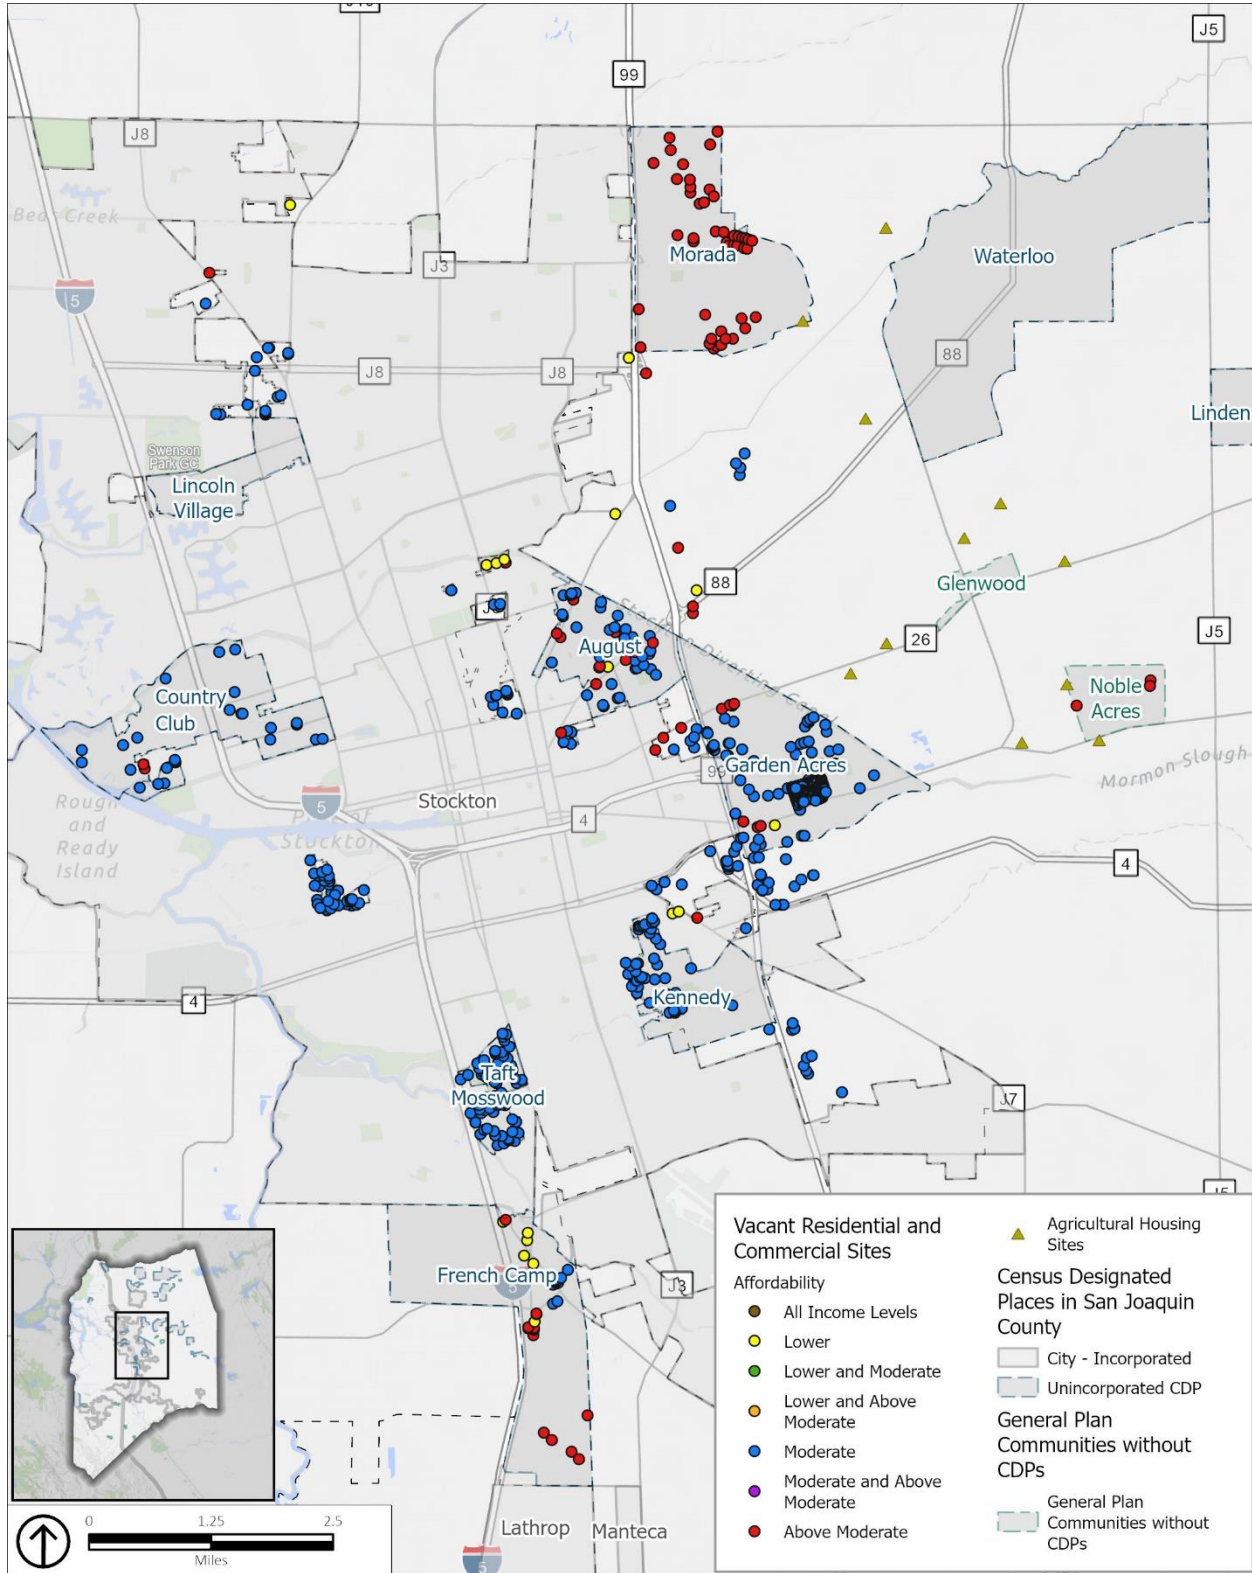 J5
99
J8
Bear Creek
J3
5
Morada
Waterloo
88
J8
J8
Linden
Swenson
Park GC
Lincoln
Village
88
Glenwood
26
J5
August
Country
Club
Noble
Acres
Garden Acres
99
Mormon Slough
Stockton
4
5
Rough
and
Ready
Island
Port of
Stockton
4
Kennedy
4
Taft
Mosswood
J7
J5
French Camp
5
J3
Lathrop
Manteca
5
0
1.25
2.5
Miles
Vacant Residential and
Commercial Sites
Affordability
All Income Levels
Lower
Lower and Moderate
Lower and Above
Moderate
Moderate
Moderate and Above
Moderate
Above Moderate
Agricultural Housing
Sites
Census Designated
Places in San Joaquin
County
City - Incorporated
Unincorporated CDP
General Plan
Communities without
CDPs
General Plan
Communities without
CDPs